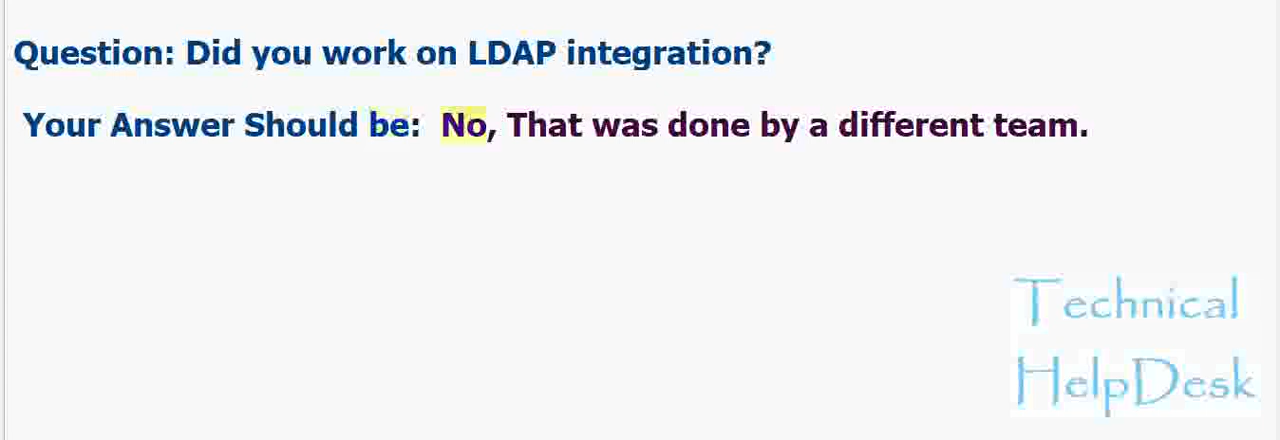 Question: Did you work on LDAP integration?
Your Answer Should be: No, That was done by a different team.
Technical
HelpDesk